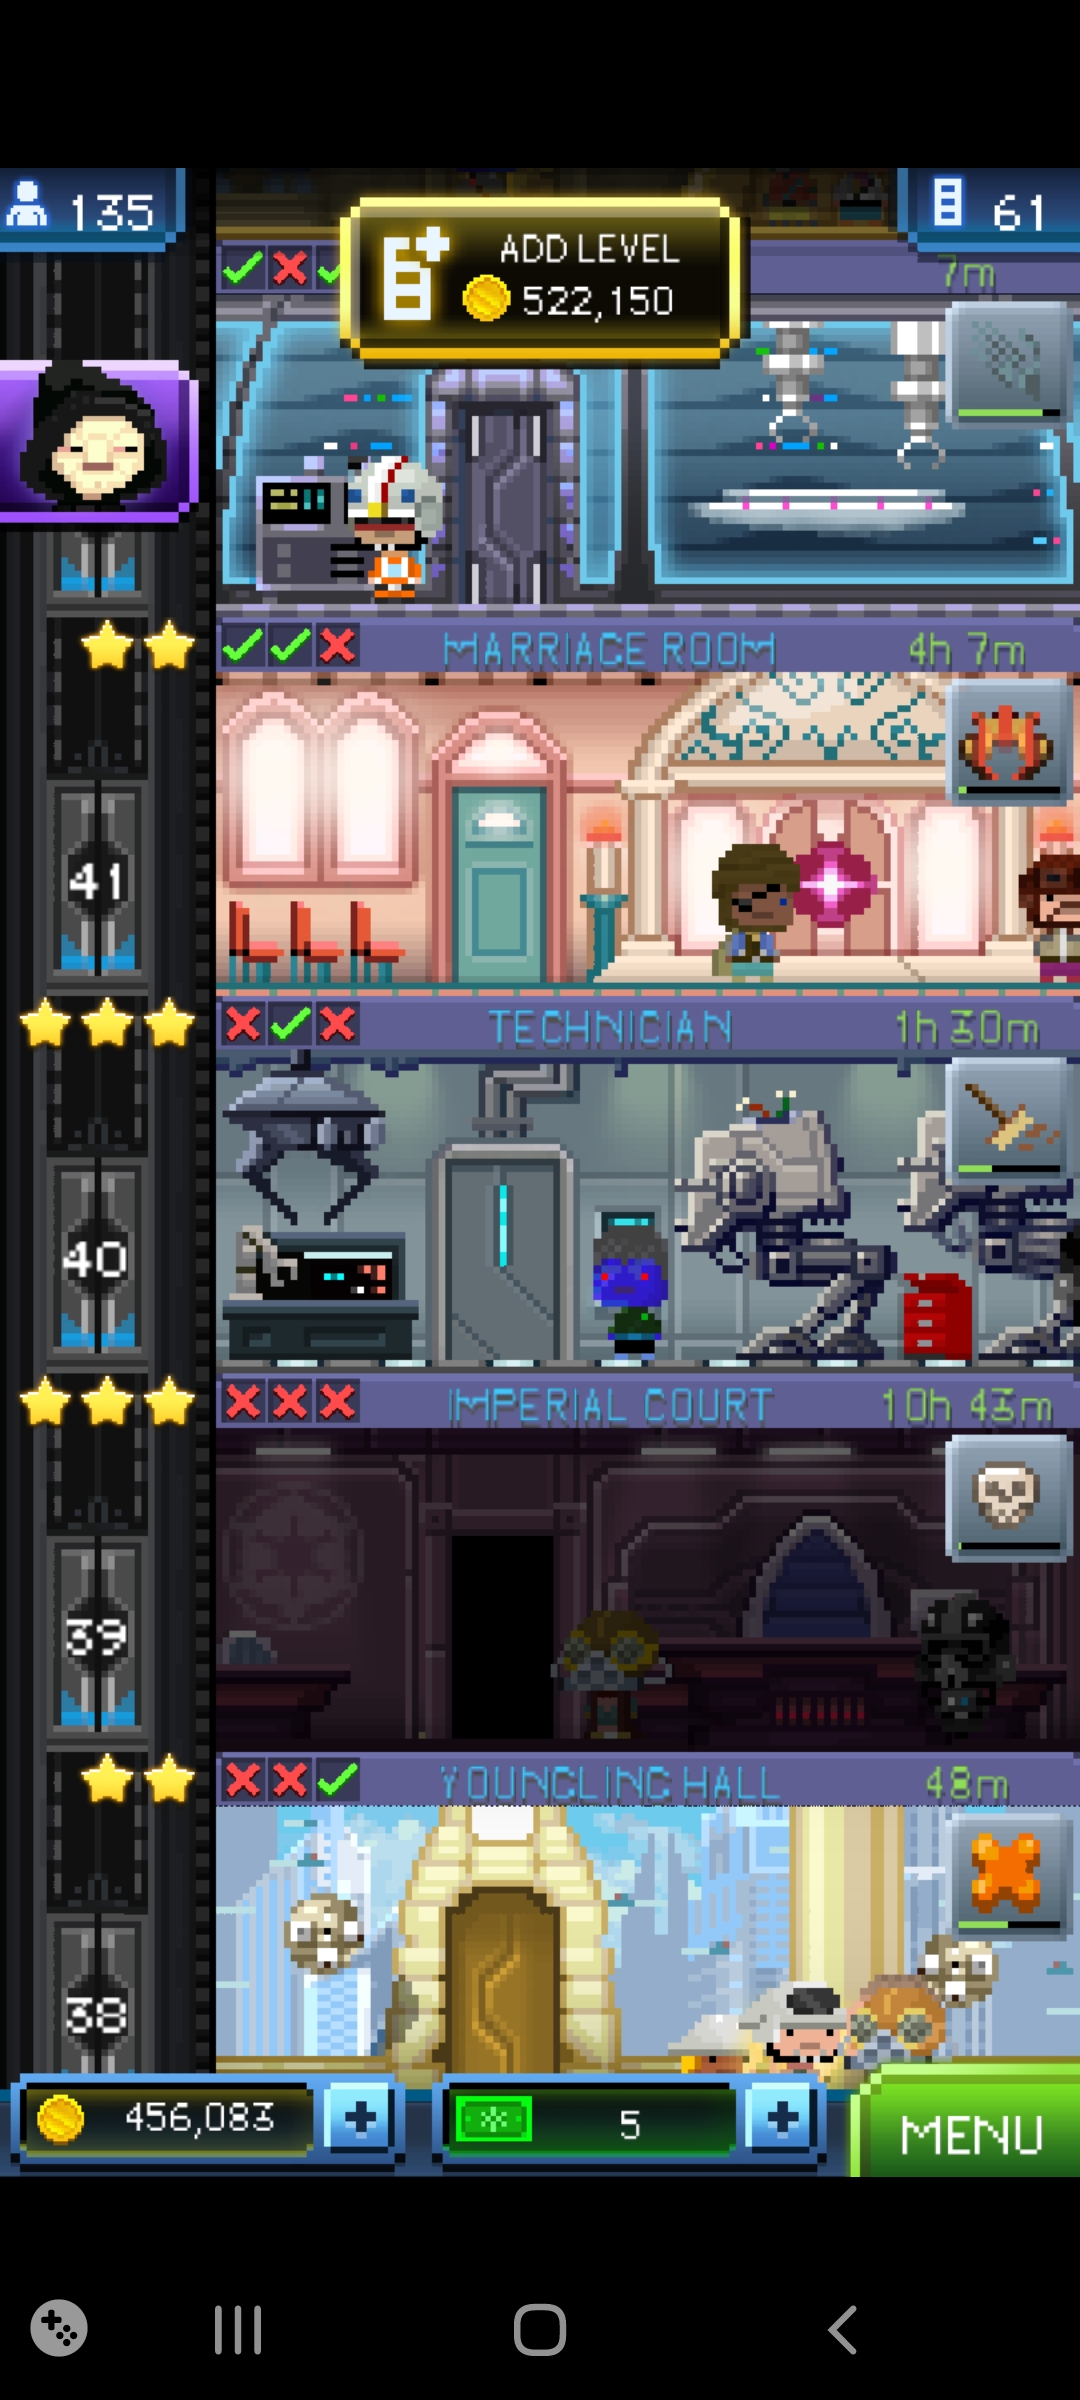 135
ADD LEVEL
522,150
61
7m
MARRIAGE ROOM
4h 7m
41
TECHNICIAN
1h 30m
40
IMPERIAL COURT
10h 43m
39
YOUNGLING HALL
48m
38
456,083
+
5
+
MENU